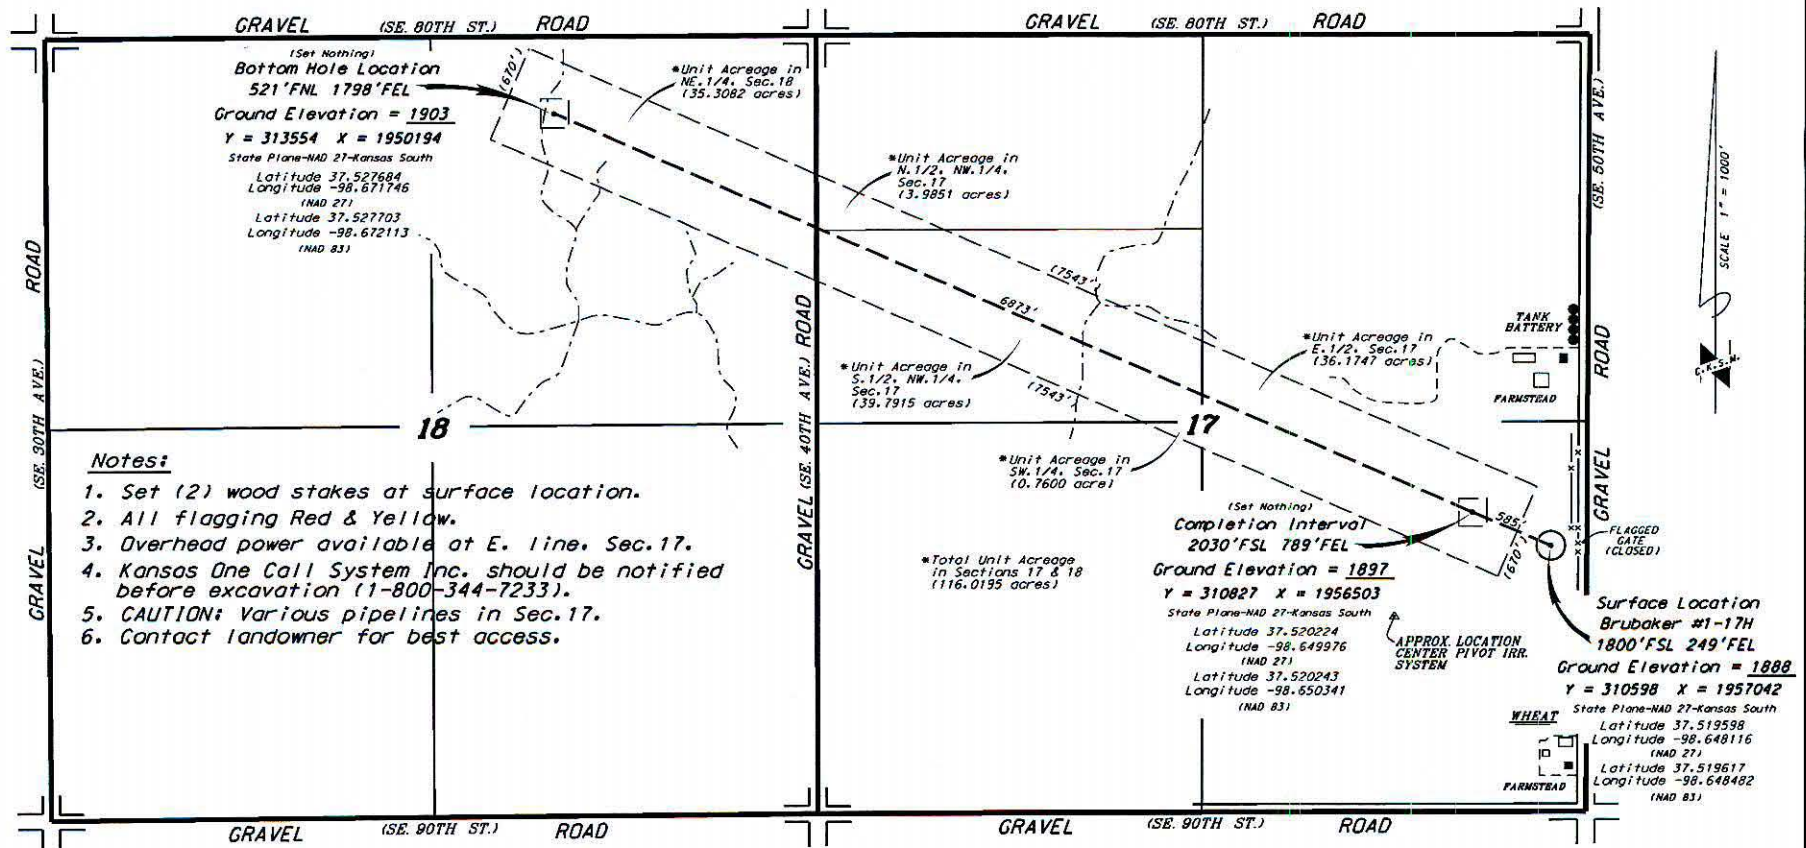 GRAVEL (SE. 80TH ST.) ROAD
GRAVEL (SE. 80TH ST.) ROAD
(Set Nothing)
Bottom Hole Location
521'FNL 1798'FEL
Ground Elevation = 1903
Y = 313554 X = 1950194
State Plane-NAD 27-Kansas South
Latitude 37.527684
Longitude -98.671746
(NAD 27)
Latitude 37.527703
Longitude -98.672113
(NAD 83)
(670')
*Unit Acreage in
NE.1/4. Sec.18
(35.3082 acres)
*Unit Acreage in
N.1/2. NW.1/4.
Sec.17
(3.9851 acres)
(7543')
6873'
(7543')
*Unit Acreage in
S.1/2. NW.1/4.
Sec.17
(39.7915 acres)
*Unit Acreage in
E.1/2. Sec.17
(36.1747 acres)
*Unit Acreage in
SW.1/4. Sec.17
(0.7600 acre)
*Total Unit Acreage
in Sections 17 & 18
(116.0195 acres)
TANK
BATTERY
FARMSTEAD
GRAVEL (SE. 30TH AVE.) ROAD
GRAVEL (SE. 40TH AVE.) ROAD
GRAVEL ROAD (SE. 50TH AVE.)
SCALE 1" = 1000'
G.K.S.N.
18
17
Notes:
1. Set (2) wood stakes at surface location.
2. All flagging Red & Yellow.
3. Overhead power available at E. line. Sec.17.
4. Kansas One Call System Inc. should be notified
before excavation (1-800-344-7233).
5. CAUTION: Various pipelines in Sec.17.
6. Contact landowner for best access.
(Set Nothing)
Completion Interval
2030'FSL 789'FEL
Ground Elevation = 1897
Y = 310827 X = 1956503
State Plane-NAD 27-Kansas South
Latitude 37.520224
Longitude -98.649976
(NAD 27)
Latitude 37.520243
Longitude -98.650341
(NAD 83)
585'
(670')
FLAGGED
GATE
(CLOSED)
APPROX. LOCATION
CENTER PIVOT IRR.
SYSTEM
Surface Location
Brubaker #1-17H
1800'FSL 249'FEL
Ground Elevation = 1888
Y = 310598 X = 1957042
State Plane-NAD 27-Kansas South
Latitude 37.519598
Longitude -98.648116
(NAD 27)
Latitude 37.519617
Longitude -98.648482
(NAD 83)
WHEAT
FARMSTEAD
GRAVEL (SE. 90TH ST.) ROAD
GRAVEL (SE. 90TH ST.) ROAD